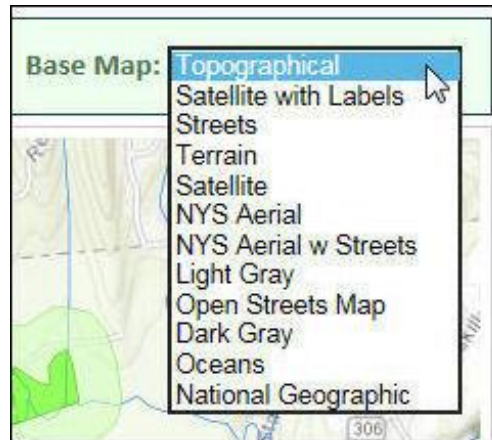 Base Map: Topographical
Satellite with Labels
Streets
Terrain
Satellite
NYS Aerial
NYS Aerial w Streets
Light Gray
Open Streets Map
Dark Gray
Oceans
National Geographic
306